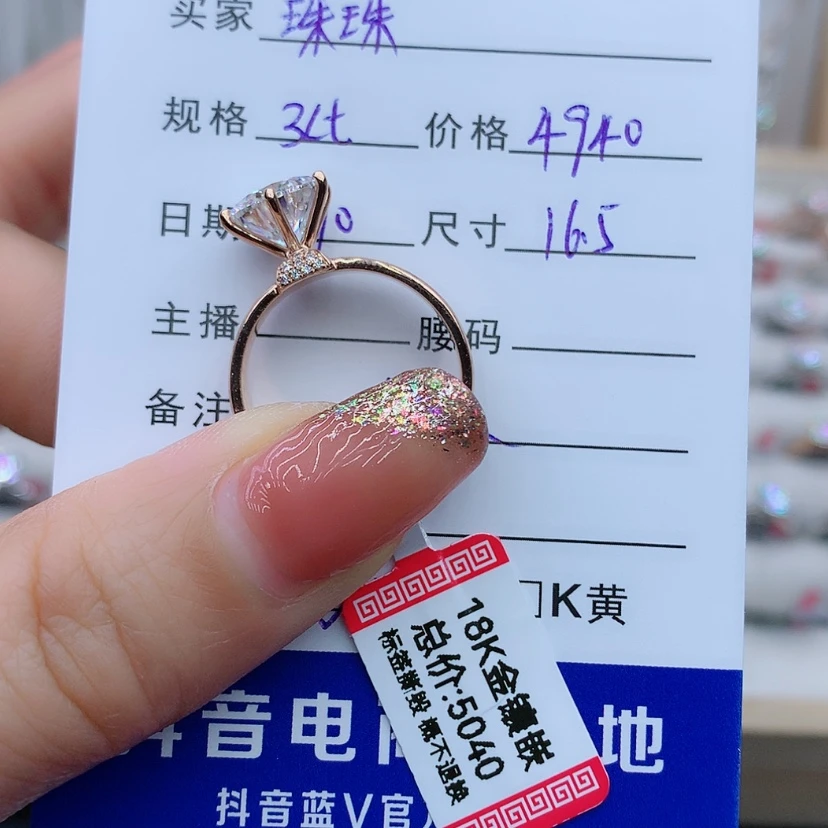 买家 珠珠
规格 3ct 价格 4940
日期 10 尺寸 16.5
主播 腰码
备注
K黄
18K金镶嵌
总价:5040
标签撕毁 概不退换
抖音电 地
抖音蓝V官